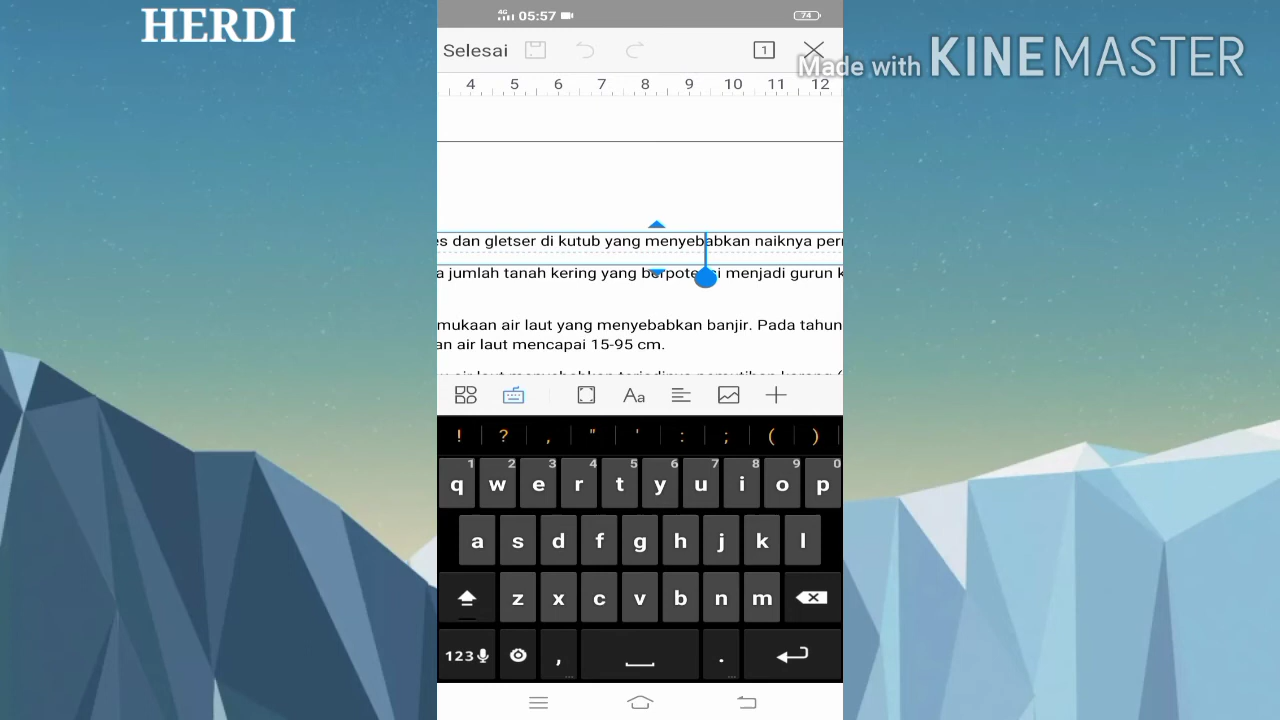 HERDI
4G 05:57 74
Selesai 1
Made with KINEMASTER
4 5 6 7 8 9 10 11 12
es dan gletser di kutub yang menyebabkan naiknya
a jumlah tanah kering yang menjadi gurun
mukaan air laut yang menyebabkan banjir. Pada tahun
an air laut mencapai 15-95 cm.
Aa
! ? , " ' : ; ( )
1 2 3 4 5 6 7 8 9 0
q w e r t y u i o p
a s d f g h j k l
z x c v b n m
123 , .